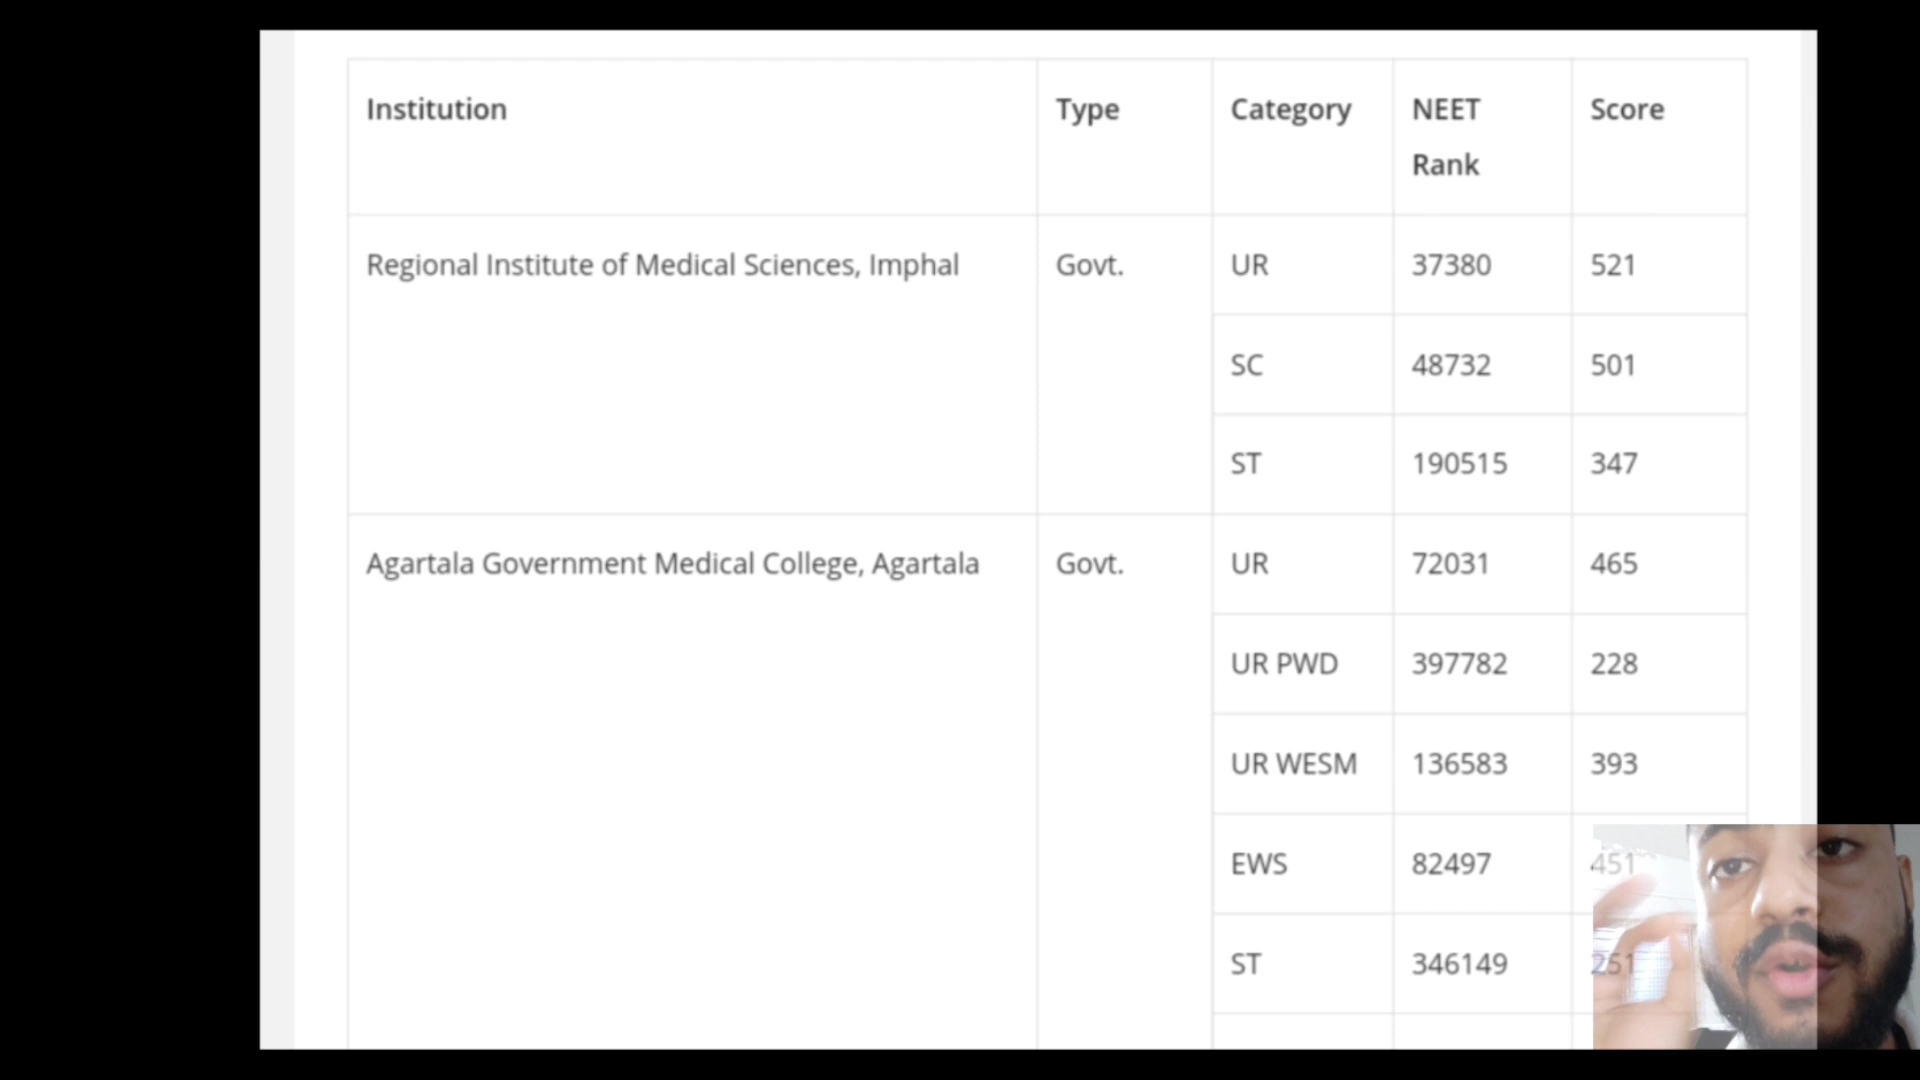 Institution Type Category NEET Rank Score
Regional Institute of Medical Sciences, Imphal Govt. UR 37380 521
SC 48732 501
ST 190515 347
Agartala Government Medical College, Agartala Govt. UR 72031 465
UR PWD 397782 228
UR WESM 136583 393
EWS 82497 451
ST 346149 251